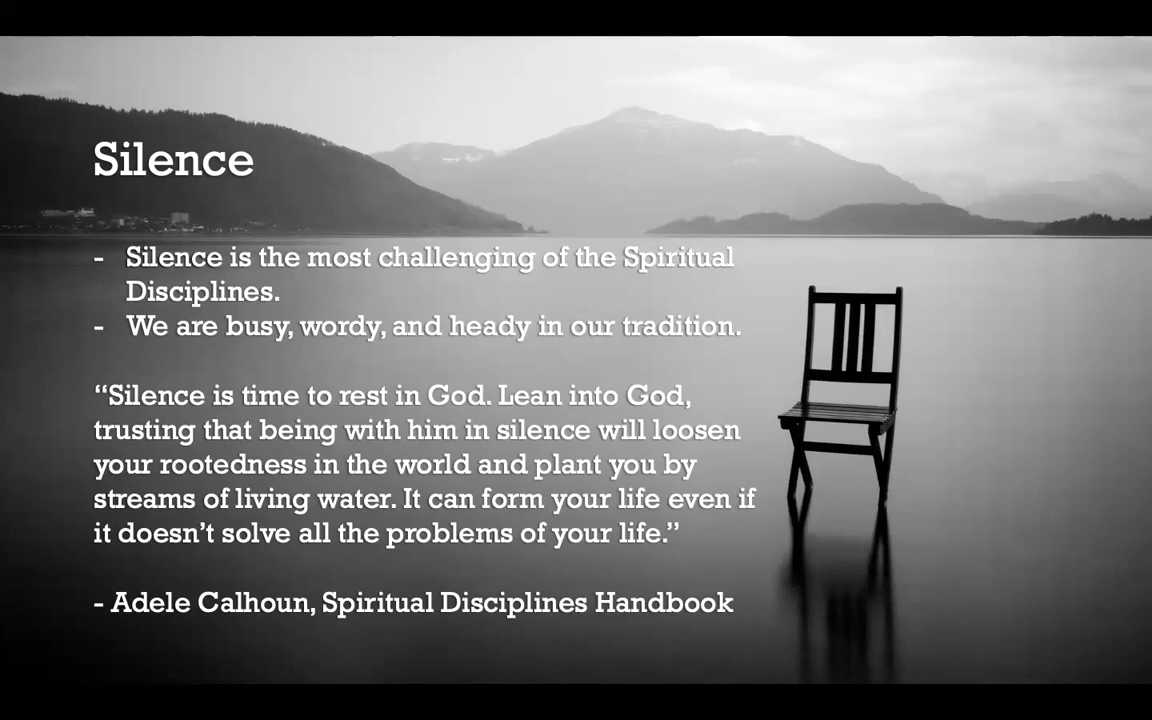 Silence
- Silence is the most challenging of the Spiritual
Disciplines.
- We are busy, wordy, and heady in our tradition.
“Silence is time to rest in God. Lean into God,
trusting that being with him in silence will loosen
your rootedness in the world and plant you by
streams of living water. It can form your life even if
it doesn’t solve all the problems of your life.”
- Adele Calhoun, Spiritual Disciplines Handbook